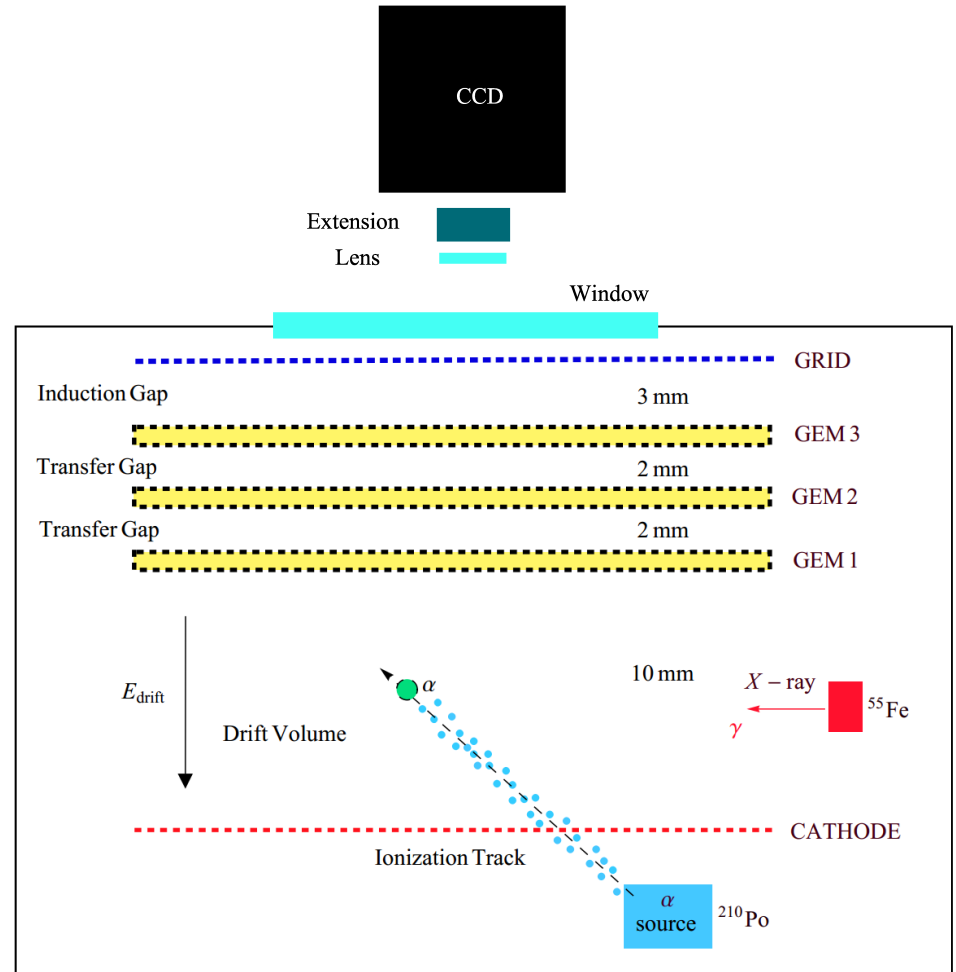 CCD
Extension
Lens
Window
GRID
Induction Gap
3 mm
GEM 3
Transfer Gap
2 mm
GEM 2
Transfer Gap
2 mm
GEM 1
E_drift
α
10 mm
X − ray
⁵⁵Fe
γ
Drift Volume
CATHODE
Ionization Track
α
source
²¹⁰Po